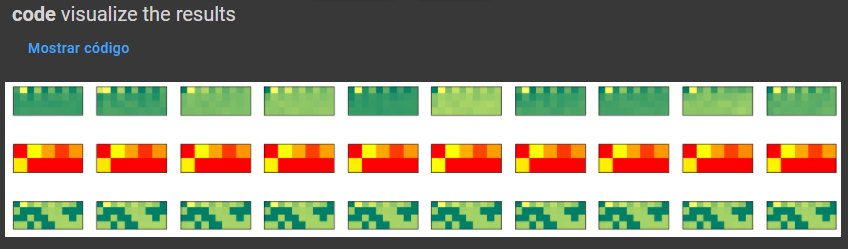 code visualize the results
Mostrar código